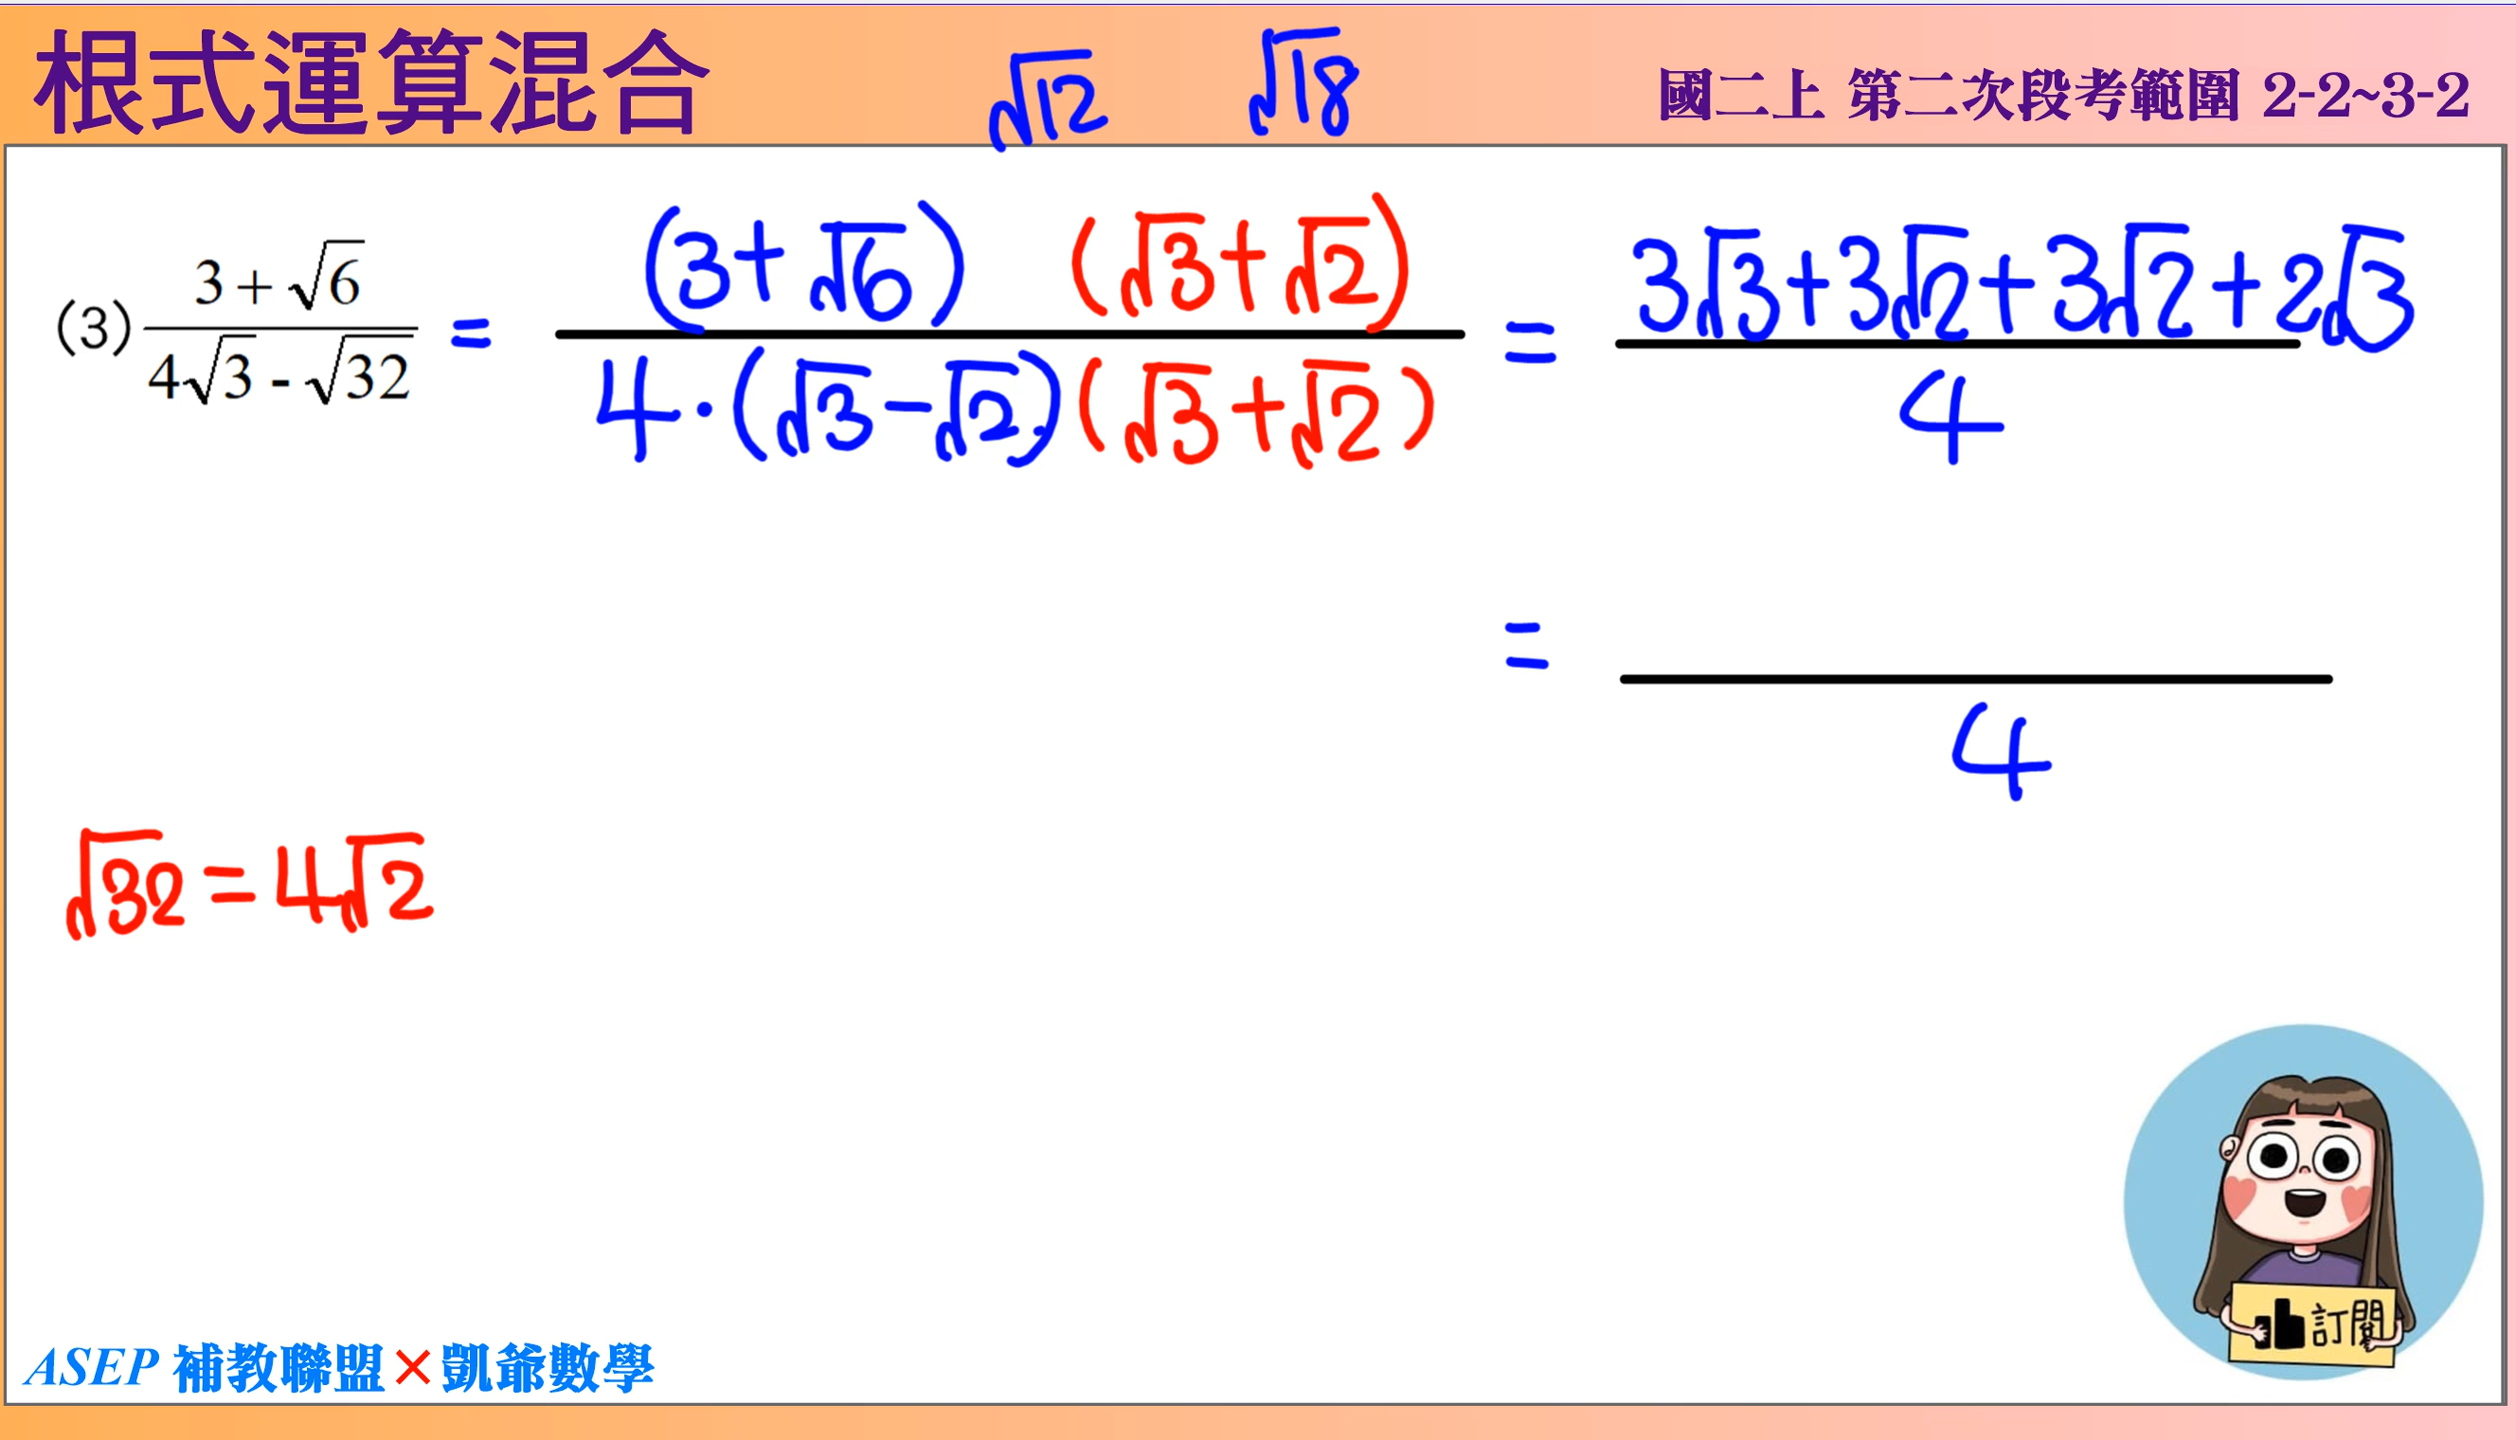 根式運算混合
√12 √18
國二上 第二次段考範圍 2-2~3-2
(3) (3+√6)/(4√3-√32) = (3+√6)(√3+√2)/(4·(√3-√2)(√3+√2)) = (3√3+3√2+3√2+2√3)/4
= /4
√32=4√2
訂閱
ASEP 補教聯盟×凱爺數學